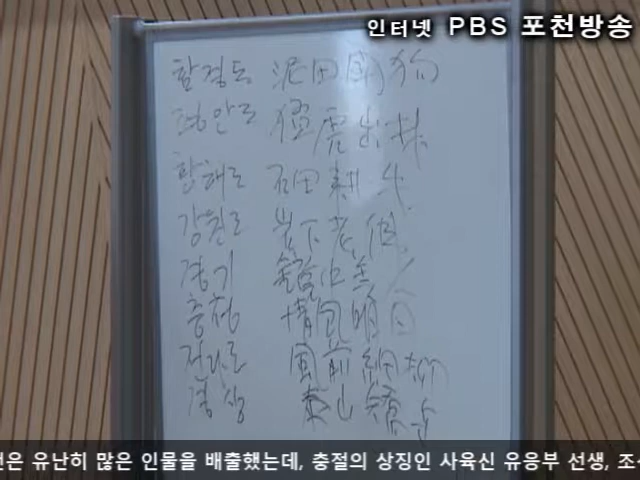 인터넷 PBS 포천방송
함경도 泥田鬪狗
평안도 猛虎出林
황해도 石田耕牛
강원도 岩下老佛
경기 鏡中美人
충청 淸風明月
전라도 風前細柳
경상 泰山喬岳
은 유난히 많은 인물을 배출했는데, 충절의 상징인 사육신 유응부 선생, 조선